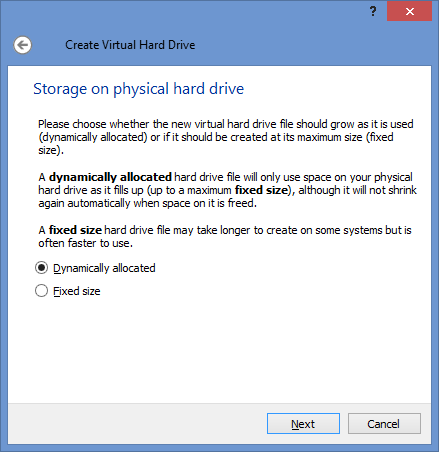 ?
Create Virtual Hard Drive
Storage on physical hard drive
Please choose whether the new virtual hard drive file should grow as it is used
(dynamically allocated) or if it should be created at its maximum size (fixed
size).
A dynamically allocated hard drive file will only use space on your physical
hard drive as it fills up (up to a maximum fixed size), although it will not shrink
again automatically when space on it is freed.
A fixed size hard drive file may take longer to create on some systems but is
often faster to use.
Dynamically allocated
Fixed size
Next
Cancel